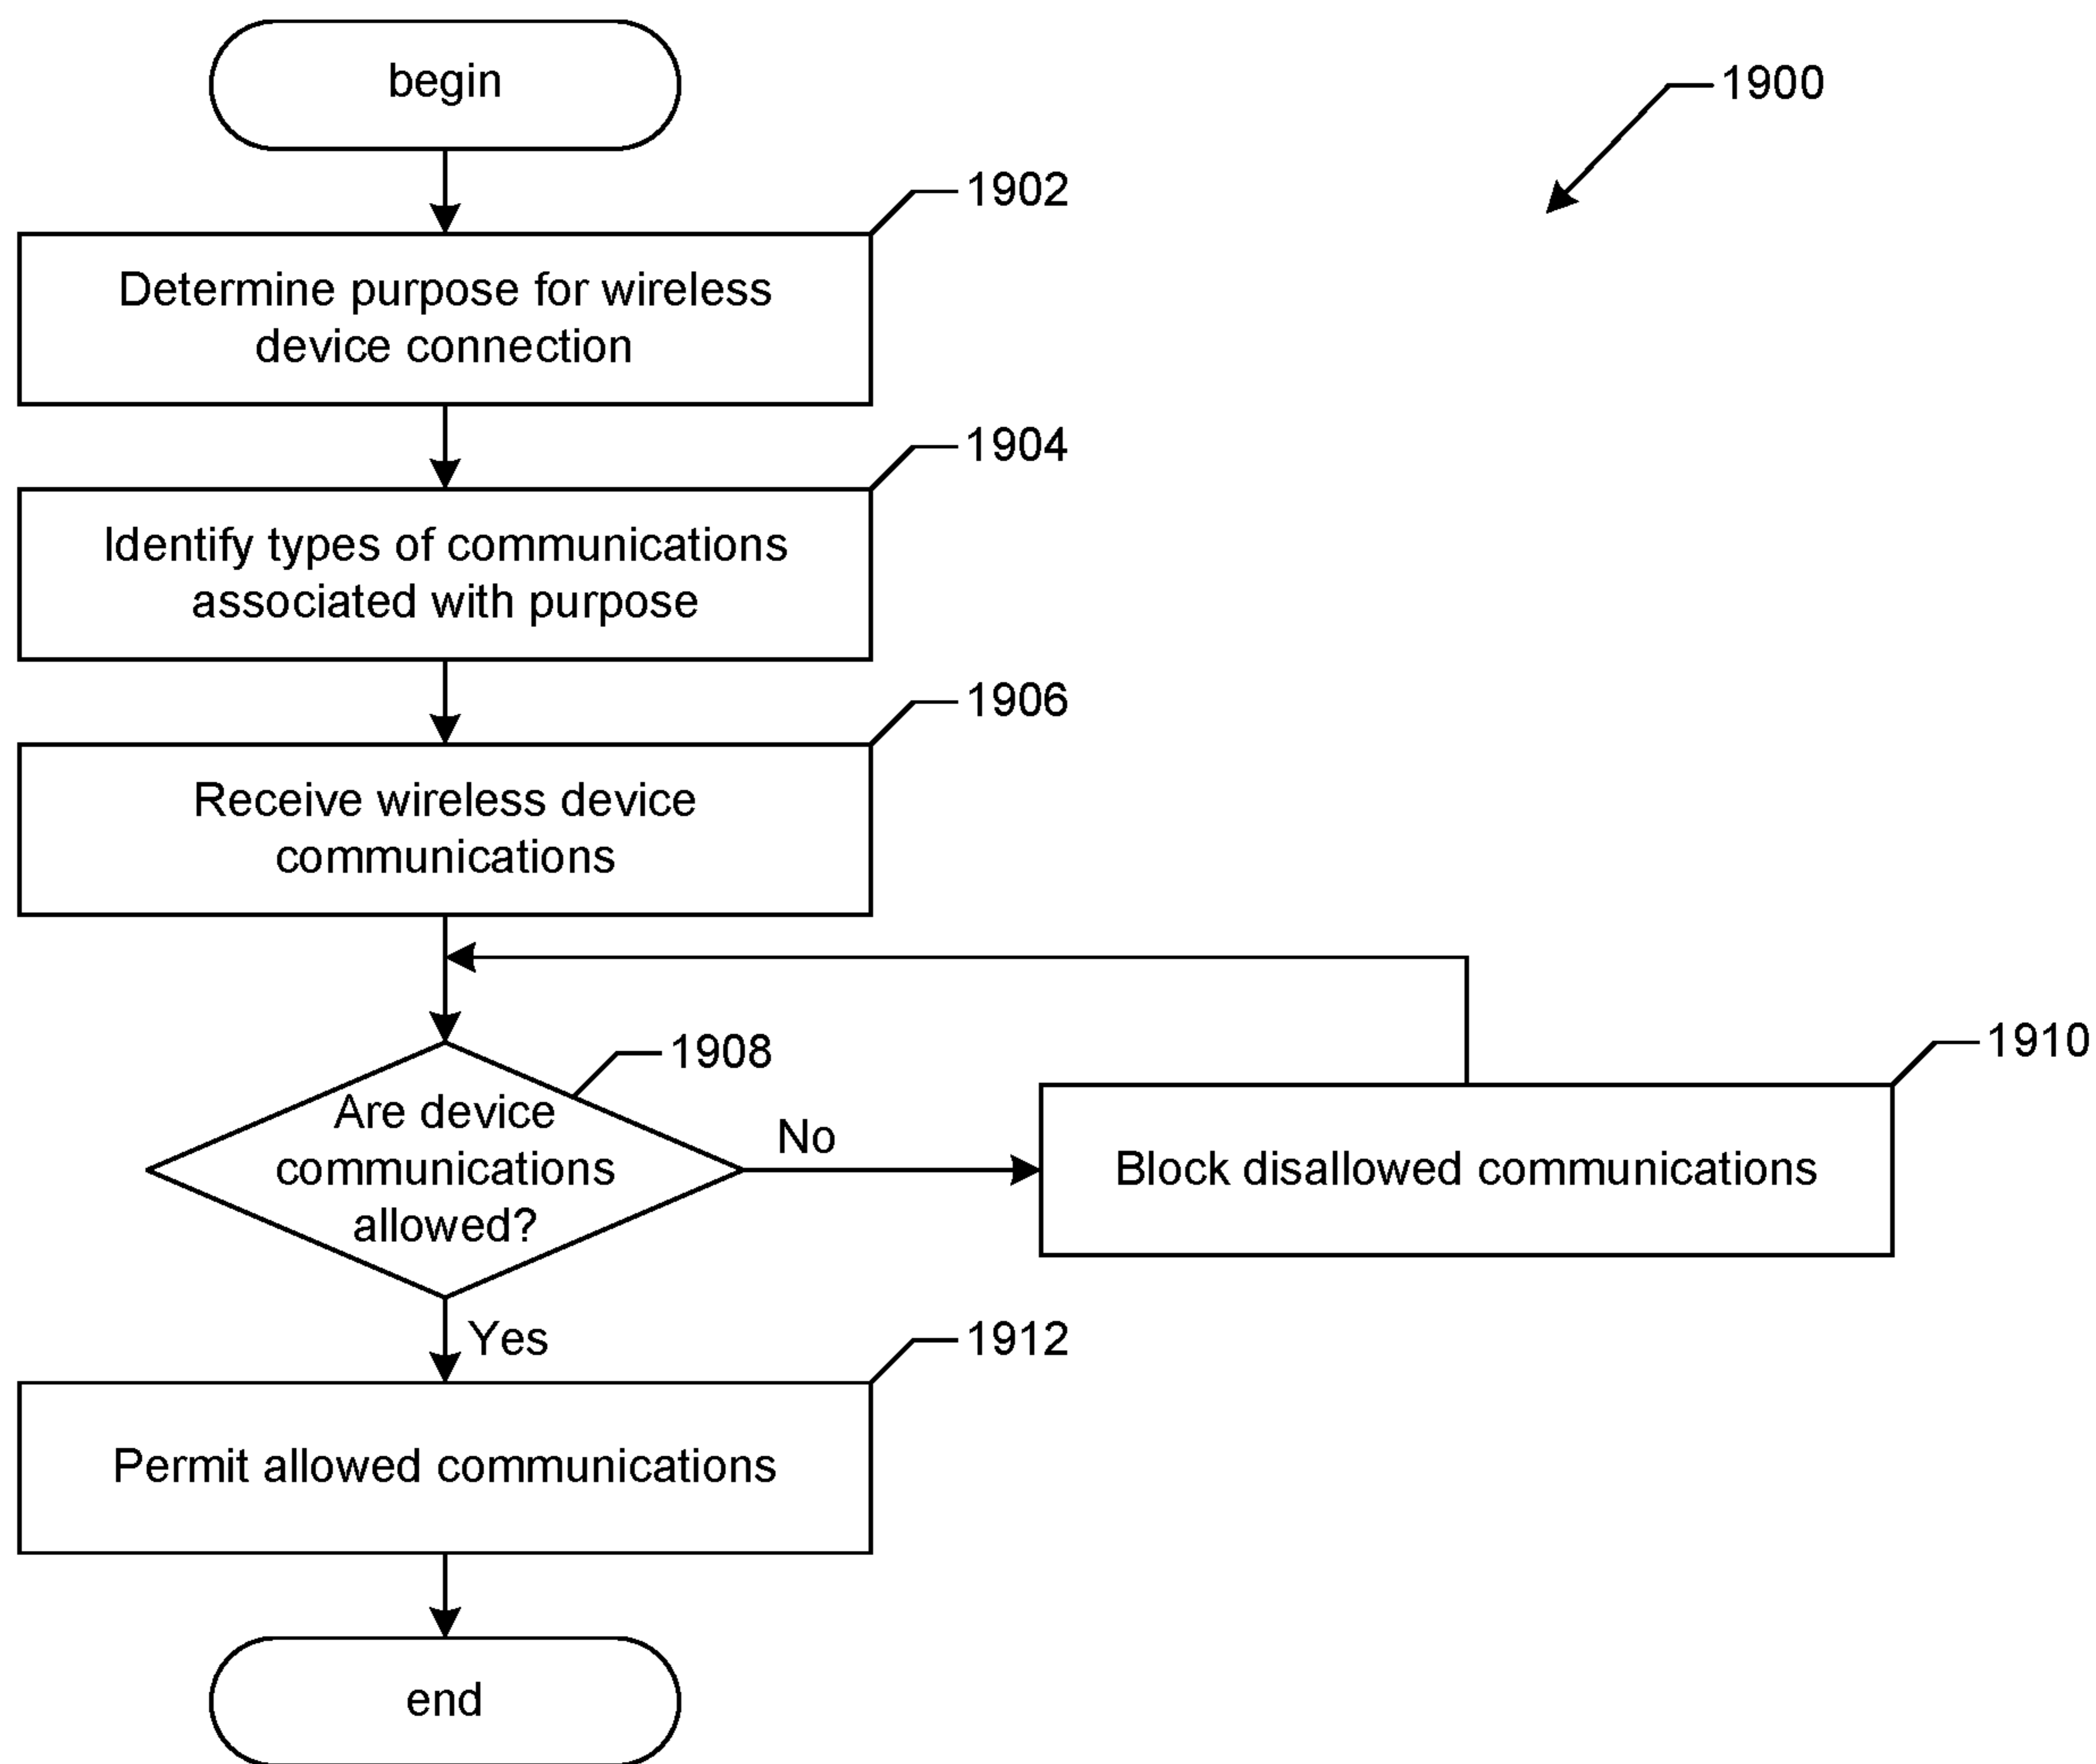 begin
1900
1902
Determine purpose for wireless
device connection
1904
Identify types of communications
associated with purpose
1906
Receive wireless device
communications
1908
Are device
communications
allowed?
No
1910
Block disallowed communications
Yes
1912
Permit allowed communications
end